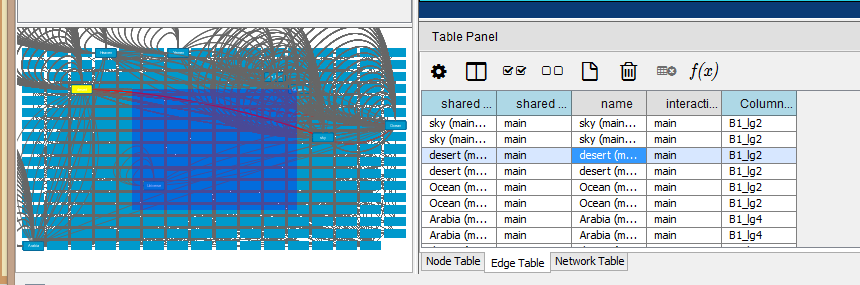 Table Panel
f(x)
shared ... shared ... name interacti... Column...
sky (main... main sky (main... main B1_lg2
sky (main... main sky (main... main B1_lg2
desert (m... main desert (m... main B1_lg2
desert (m... main desert (m... main B1_lg2
Ocean (m... main Ocean (m... main B1_lg2
Ocean (m... main Ocean (m... main B1_lg2
Arabia (m... main Arabia (m... main B1_lg4
Arabia (m... main Arabia (m... main B1_lg4
Node Table Edge Table Network Table